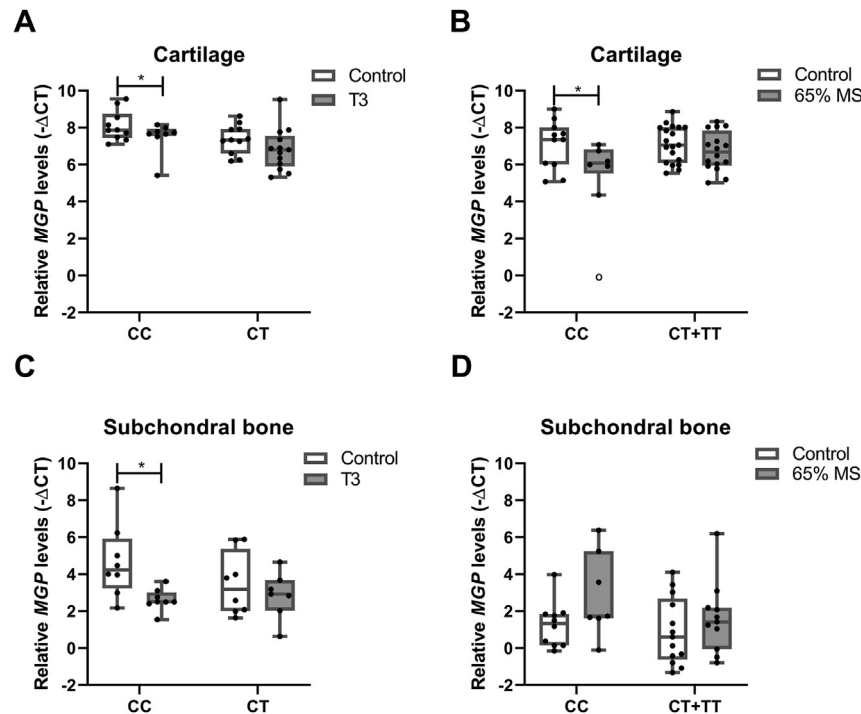 A
Cartilage
Control
T3
*
Relative MGP levels (-ΔCT)
10
8
6
4
2
0
-2
CC
CT
B
Cartilage
Control
65% MS
*
Relative MGP levels (-ΔCT)
10
8
6
4
2
0
-2
CC
CT+TT
C
Subchondral bone
Control
T3
*
Relative MGP levels (-ΔCT)
10
8
6
4
2
0
-2
CC
CT
D
Subchondral bone
Control
65% MS
Relative MGP levels (-ΔCT)
10
8
6
4
2
0
-2
CC
CT+TT